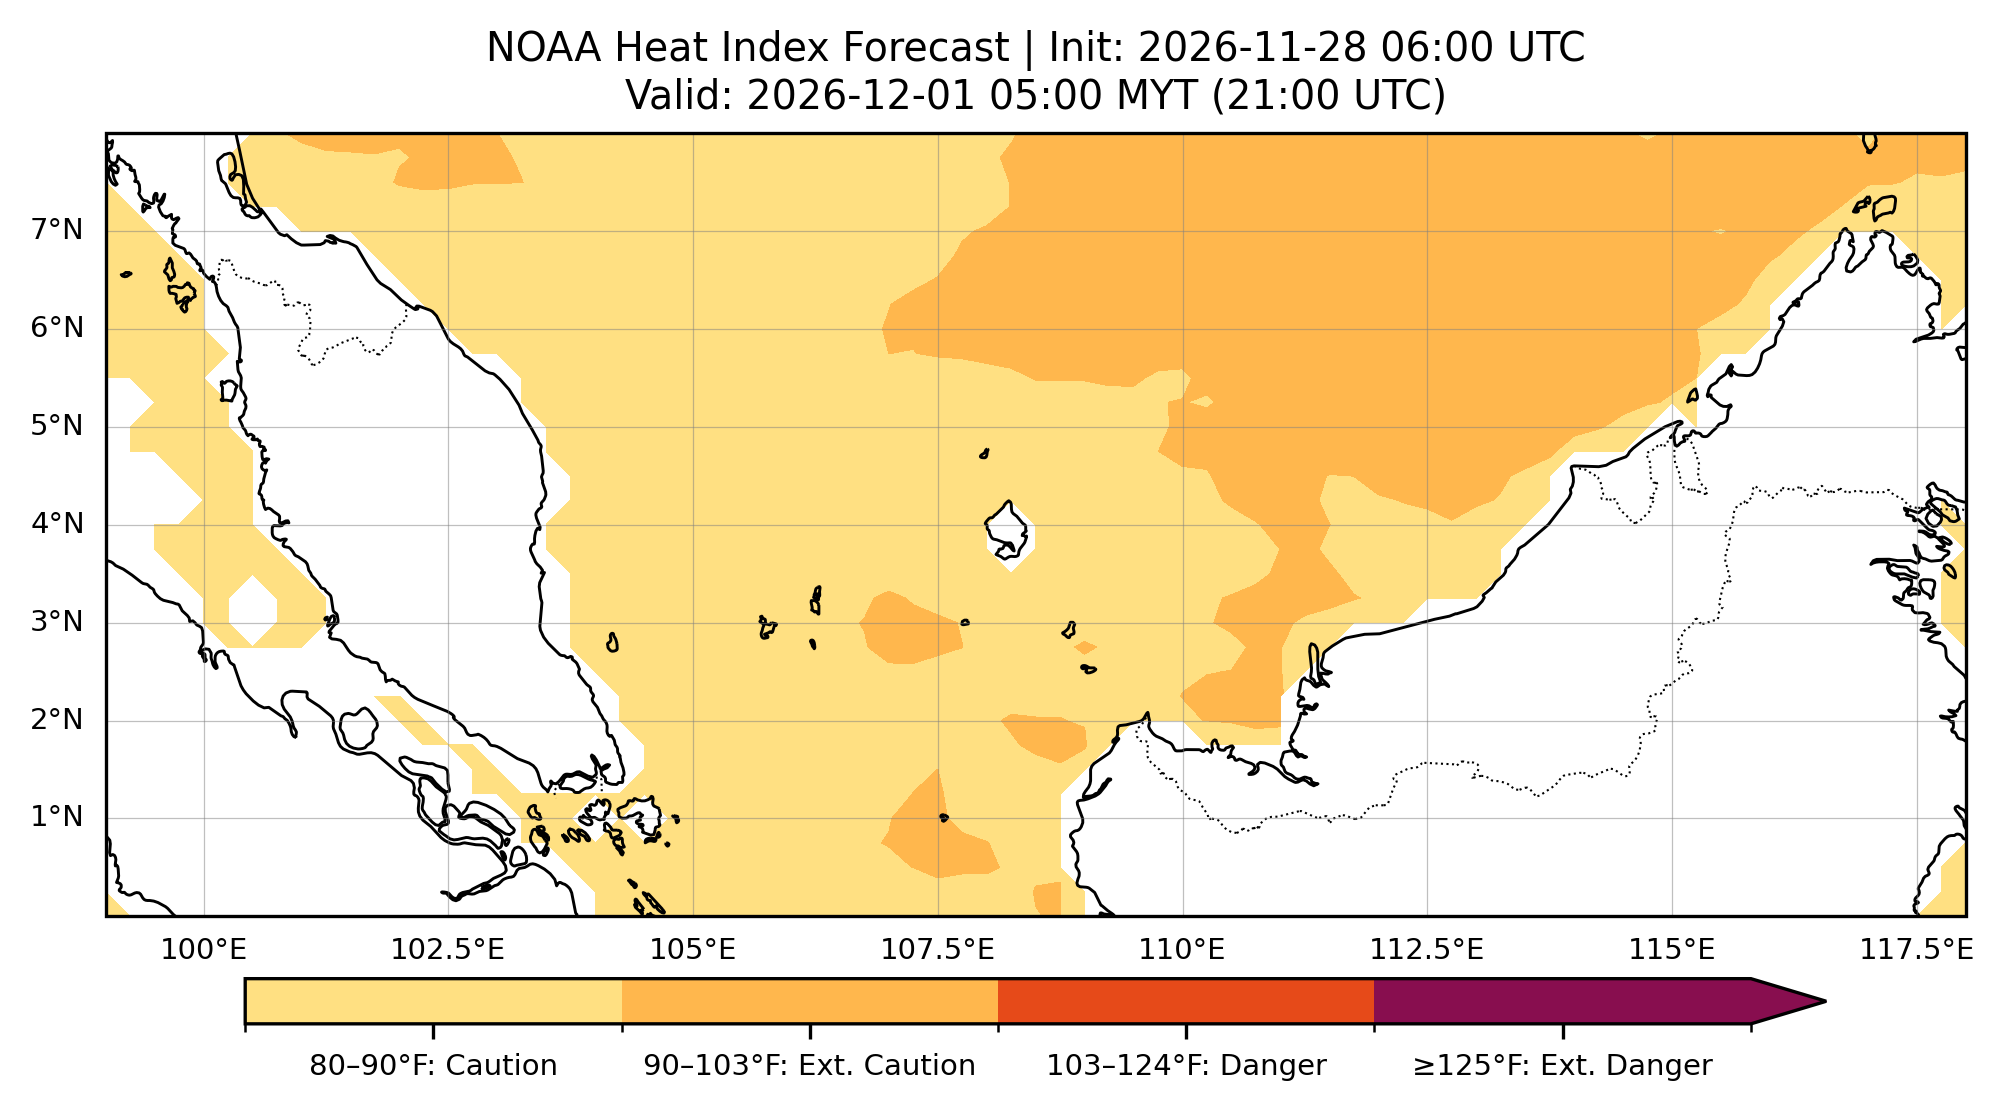 NOAA Heat Index Forecast | Init: 2026-11-28 06:00 UTC
Valid: 2026-12-01 05:00 MYT (21:00 UTC)
7°N
6°N
5°N
4°N
3°N
2°N
1°N
100°E 102.5°E 105°E 107.5°E 110°E 112.5°E 115°E 117.5°E
80–90°F: Caution 90–103°F: Ext. Caution 103–124°F: Danger ≥125°F: Ext. Danger